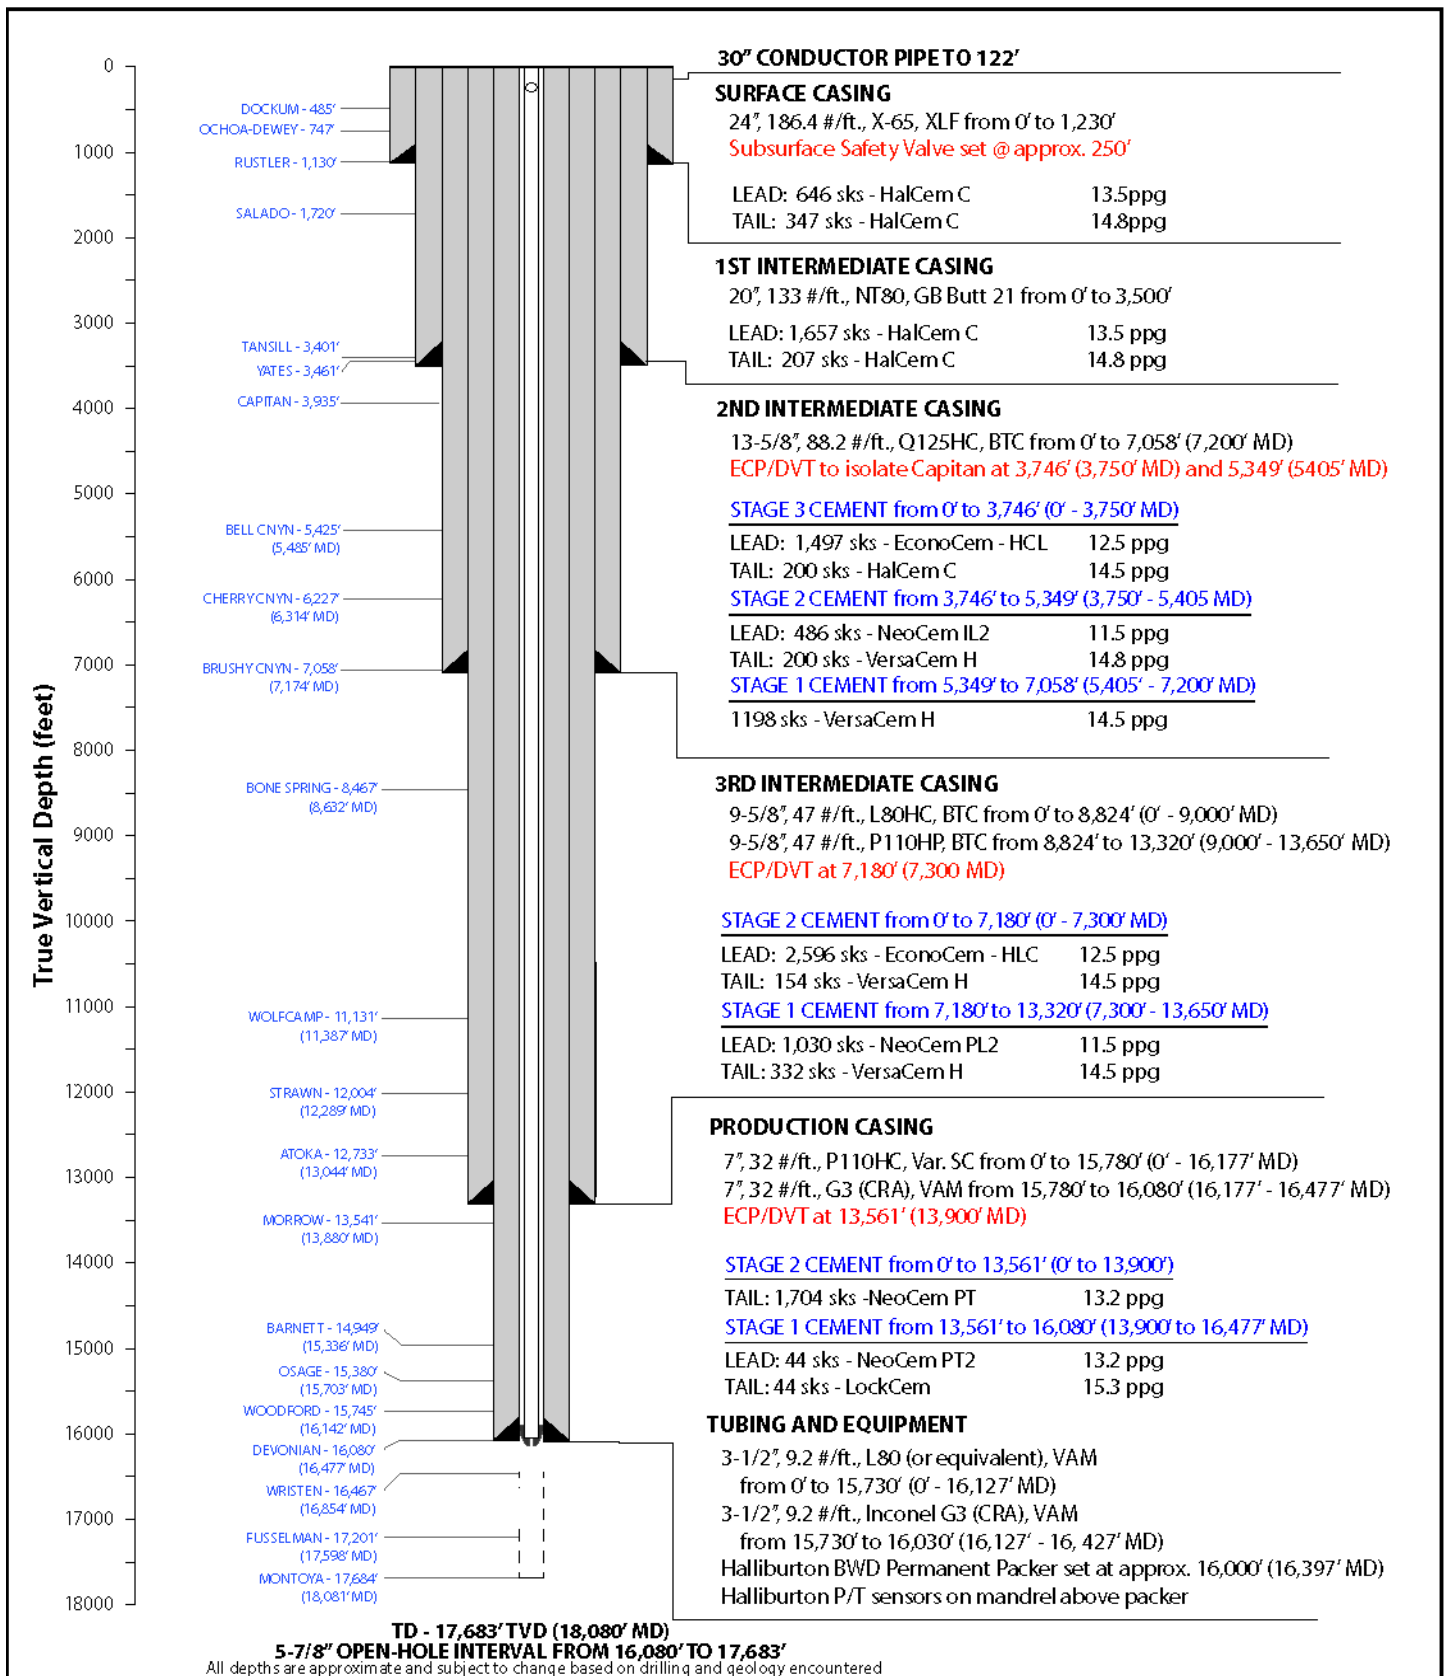 30" CONDUCTOR PIPE TO 122'
SURFACE CASING
24", 186.4 #/ft., X-65, XLF from 0' to 1,230'
Subsurface Safety Valve set @ approx. 250'
LEAD: 646 sks - HalCem C 13.5ppg
TAIL: 347 sks - HalCem C 14.8ppg
1ST INTERMEDIATE CASING
20", 133 #/ft., NT80, GB Butt 21 from 0' to 3,500'
LEAD: 1,657 sks - HalCem C 13.5 ppg
TAIL: 207 sks - HalCem C 14.8 ppg
2ND INTERMEDIATE CASING
13-5/8", 88.2 #/ft., Q125HC, BTC from 0' to 7,058' (7,200' MD)
ECP/DVT to isolate Capitan at 3,746' (3,750' MD) and 5,349' (5405' MD)
STAGE 3 CEMENT from 0' to 3,746' (0' - 3,750' MD)
LEAD: 1,497 sks - EconoCem - HCL 12.5 ppg
TAIL: 200 sks - HalCem C 14.5 ppg
STAGE 2 CEMENT from 3,746' to 5,349' (3,750' - 5,405 MD)
LEAD: 486 sks - NeoCem IL2 11.5 ppg
TAIL: 200 sks - VersaCem H 14.8 ppg
STAGE 1 CEMENT from 5,349' to 7,058' (5,405' - 7,200' MD)
1198 sks - VersaCem H 14.5 ppg
3RD INTERMEDIATE CASING
9-5/8", 47 #/ft., L80HC, BTC from 0' to 8,824' (0' - 9,000' MD)
9-5/8", 47 #/ft., P110HP, BTC from 8,824' to 13,320' (9,000' - 13,650' MD)
ECP/DVT at 7,180' (7,300 MD)
STAGE 2 CEMENT from 0' to 7,180' (0' - 7,300' MD)
LEAD: 2,596 sks - EconoCem - HLC 12.5 ppg
TAIL: 154 sks - VersaCem H 14.5 ppg
STAGE 1 CEMENT from 7,180' to 13,320' (7,300' - 13,650' MD)
LEAD: 1,030 sks - NeoCem PL2 11.5 ppg
TAIL: 332 sks - VersaCem H 14.5 ppg
PRODUCTION CASING
7", 32 #/ft., P110HC, Var. SC from 0' to 15,780' (0' - 16,177' MD)
7", 32 #/ft., G3 (CRA), VAM from 15,780' to 16,080' (16,177' - 16,477' MD)
ECP/DVT at 13,561' (13,900' MD)
STAGE 2 CEMENT from 0' to 13,561' (0' to 13,900')
TAIL: 1,704 sks -NeoCem PT 13.2 ppg
STAGE 1 CEMENT from 13,561' to 16,080' (13,900' to 16,477' MD)
LEAD: 44 sks - NeoCem PT2 13.2 ppg
TAIL: 44 sks - LockCem 15.3 ppg
TUBING AND EQUIPMENT
3-1/2", 9.2 #/ft., L80 (or equivalent), VAM
from 0' to 15,730' (0' - 16,127' MD)
3-1/2", 9.2 #/ft., Inconel G3 (CRA), VAM
from 15,730' to 16,030' (16,127' - 16, 427' MD)
Halliburton BWD Permanent Packer set at approx. 16,000' (16,397' MD)
Halliburton P/T sensors on mandrel above packer
True Vertical Depth (feet)
0
1000
2000
3000
4000
5000
6000
7000
8000
9000
10000
11000
12000
13000
14000
15000
16000
17000
18000
DOCKUM - 485'
OCHOA-DEWEY - 747'
RUSTLER - 1,130'
SALADO - 1,720'
TANSILL - 3,401'
YATES - 3,461'
CAPITAN - 3,935'
BELL CNYN - 5,425'
(5,485' MD)
CHERRY CNYN - 6,227'
(6,314' MD)
BRUSHY CNYN - 7,058'
(7,174' MD)
BONE SPRING - 8,467'
(8,632' MD)
WOLFCAMP - 11,131'
(11,387' MD)
STRAWN - 12,004'
(12,289' MD)
ATOKA - 12,733'
(13,044' MD)
MORROW - 13,541'
(13,880' MD)
BARNETT - 14,949'
(15,336' MD)
OSAGE - 15,380'
(15,703' MD)
WOODFORD - 15,745'
(16,142' MD)
DEVONIAN - 16,080'
(16,477' MD)
WRISTEN - 16,467'
(16,854' MD)
FUSSELMAN - 17,201'
(17,598' MD)
MONTOYA - 17,684'
(18,081' MD)
TD - 17,683' TVD (18,080' MD)
5-7/8" OPEN-HOLE INTERVAL FROM 16,080' TO 17,683'
All depths are approximate and subject to change based on drilling and geology encountered